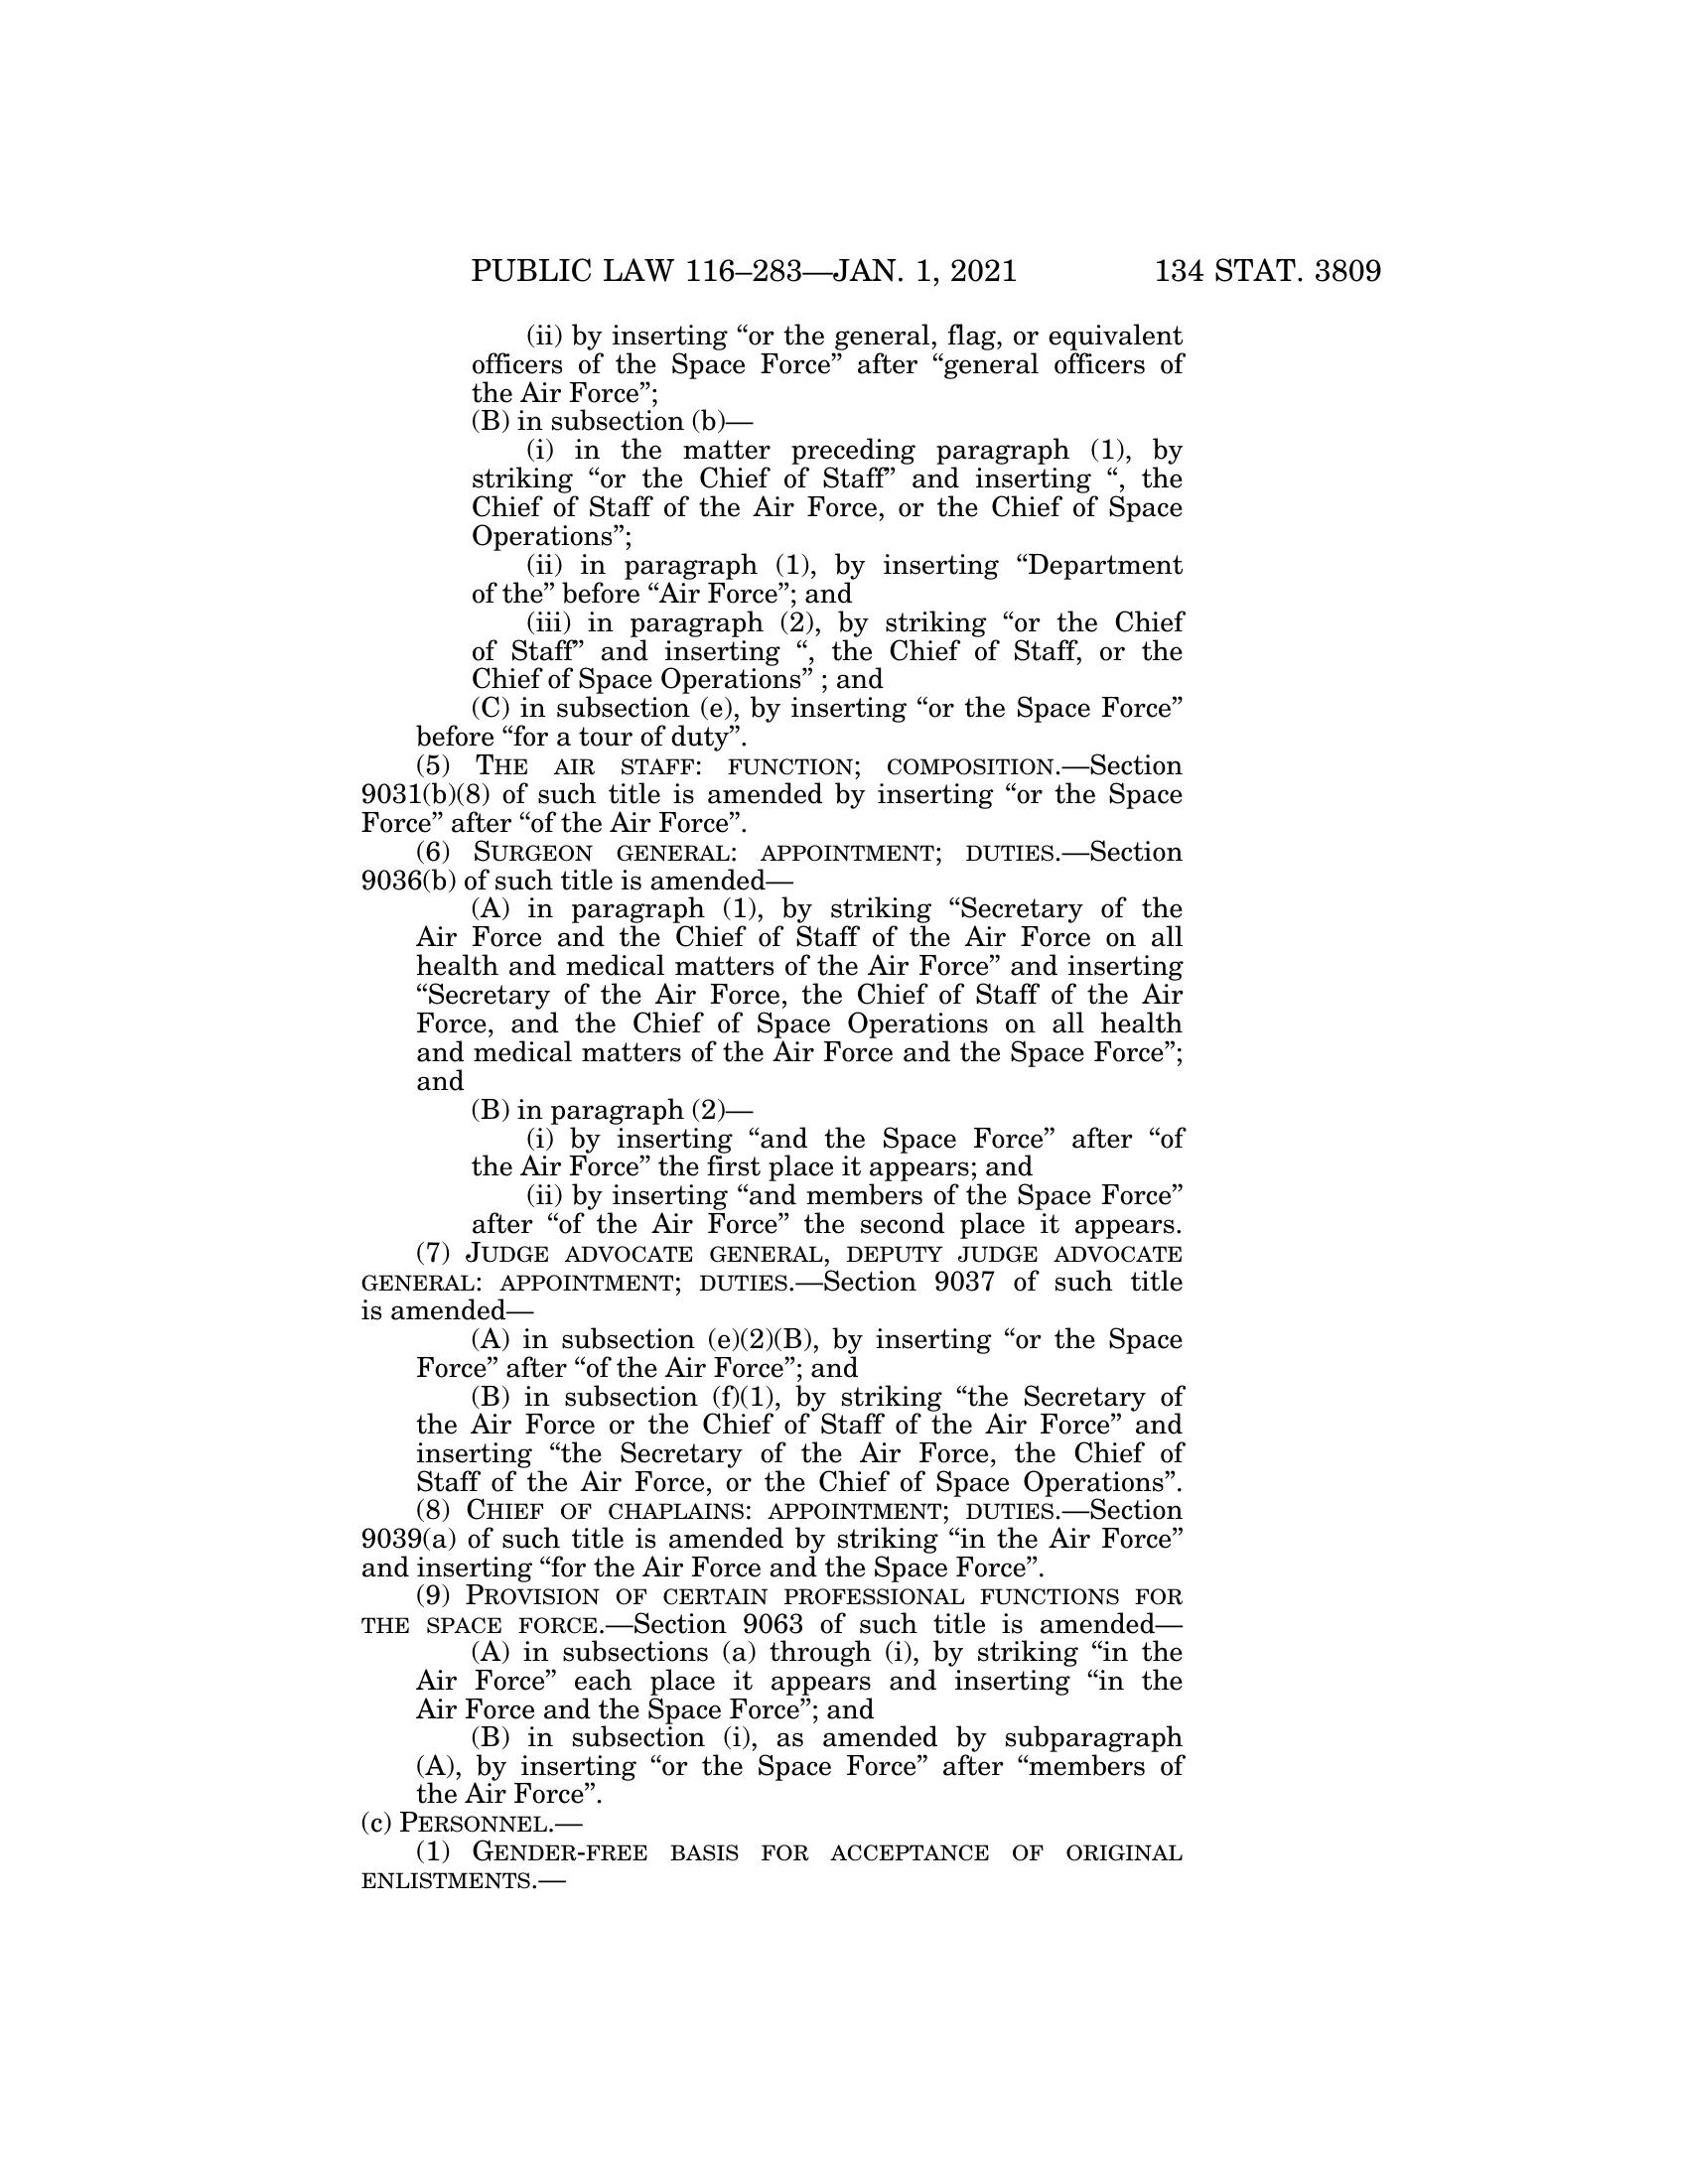 PUBLIC LAW 116–283—JAN. 1, 2021 134 STAT. 3809
(ii) by inserting “or the general, flag, or equivalent
officers of the Space Force” after “general officers of
the Air Force”;
(B) in subsection (b)—
(i) in the matter preceding paragraph (1), by
striking “or the Chief of Staff” and inserting “, the
Chief of Staff of the Air Force, or the Chief of Space
Operations”;
(ii) in paragraph (1), by inserting “Department
of the” before “Air Force”; and
(iii) in paragraph (2), by striking “or the Chief
of Staff” and inserting “, the Chief of Staff, or the
Chief of Space Operations” ; and
(C) in subsection (e), by inserting “or the Space Force”
before “for a tour of duty”.
(5) THE AIR STAFF: FUNCTION; COMPOSITION.—Section
9031(b)(8) of such title is amended by inserting “or the Space
Force” after “of the Air Force”.
(6) SURGEON GENERAL: APPOINTMENT; DUTIES.—Section
9036(b) of such title is amended—
(A) in paragraph (1), by striking “Secretary of the
Air Force and the Chief of Staff of the Air Force on all
health and medical matters of the Air Force” and inserting
“Secretary of the Air Force, the Chief of Staff of the Air
Force, and the Chief of Space Operations on all health
and medical matters of the Air Force and the Space Force”;
and
(B) in paragraph (2)—
(i) by inserting “and the Space Force” after “of
the Air Force” the first place it appears; and
(ii) by inserting “and members of the Space Force”
after “of the Air Force” the second place it appears.
(7) JUDGE ADVOCATE GENERAL, DEPUTY JUDGE ADVOCATE
GENERAL: APPOINTMENT; DUTIES.—Section 9037 of such title
is amended—
(A) in subsection (e)(2)(B), by inserting “or the Space
Force” after “of the Air Force”; and
(B) in subsection (f)(1), by striking “the Secretary of
the Air Force or the Chief of Staff of the Air Force” and
inserting “the Secretary of the Air Force, the Chief of
Staff of the Air Force, or the Chief of Space Operations”.
(8) CHIEF OF CHAPLAINS: APPOINTMENT; DUTIES.—Section
9039(a) of such title is amended by striking “in the Air Force”
and inserting “for the Air Force and the Space Force”.
(9) PROVISION OF CERTAIN PROFESSIONAL FUNCTIONS FOR
THE SPACE FORCE.—Section 9063 of such title is amended—
(A) in subsections (a) through (i), by striking “in the
Air Force” each place it appears and inserting “in the
Air Force and the Space Force”; and
(B) in subsection (i), as amended by subparagraph
(A), by inserting “or the Space Force” after “members of
the Air Force”.
(c) PERSONNEL.—
(1) GENDER-FREE BASIS FOR ACCEPTANCE OF ORIGINAL
ENLISTMENTS.—